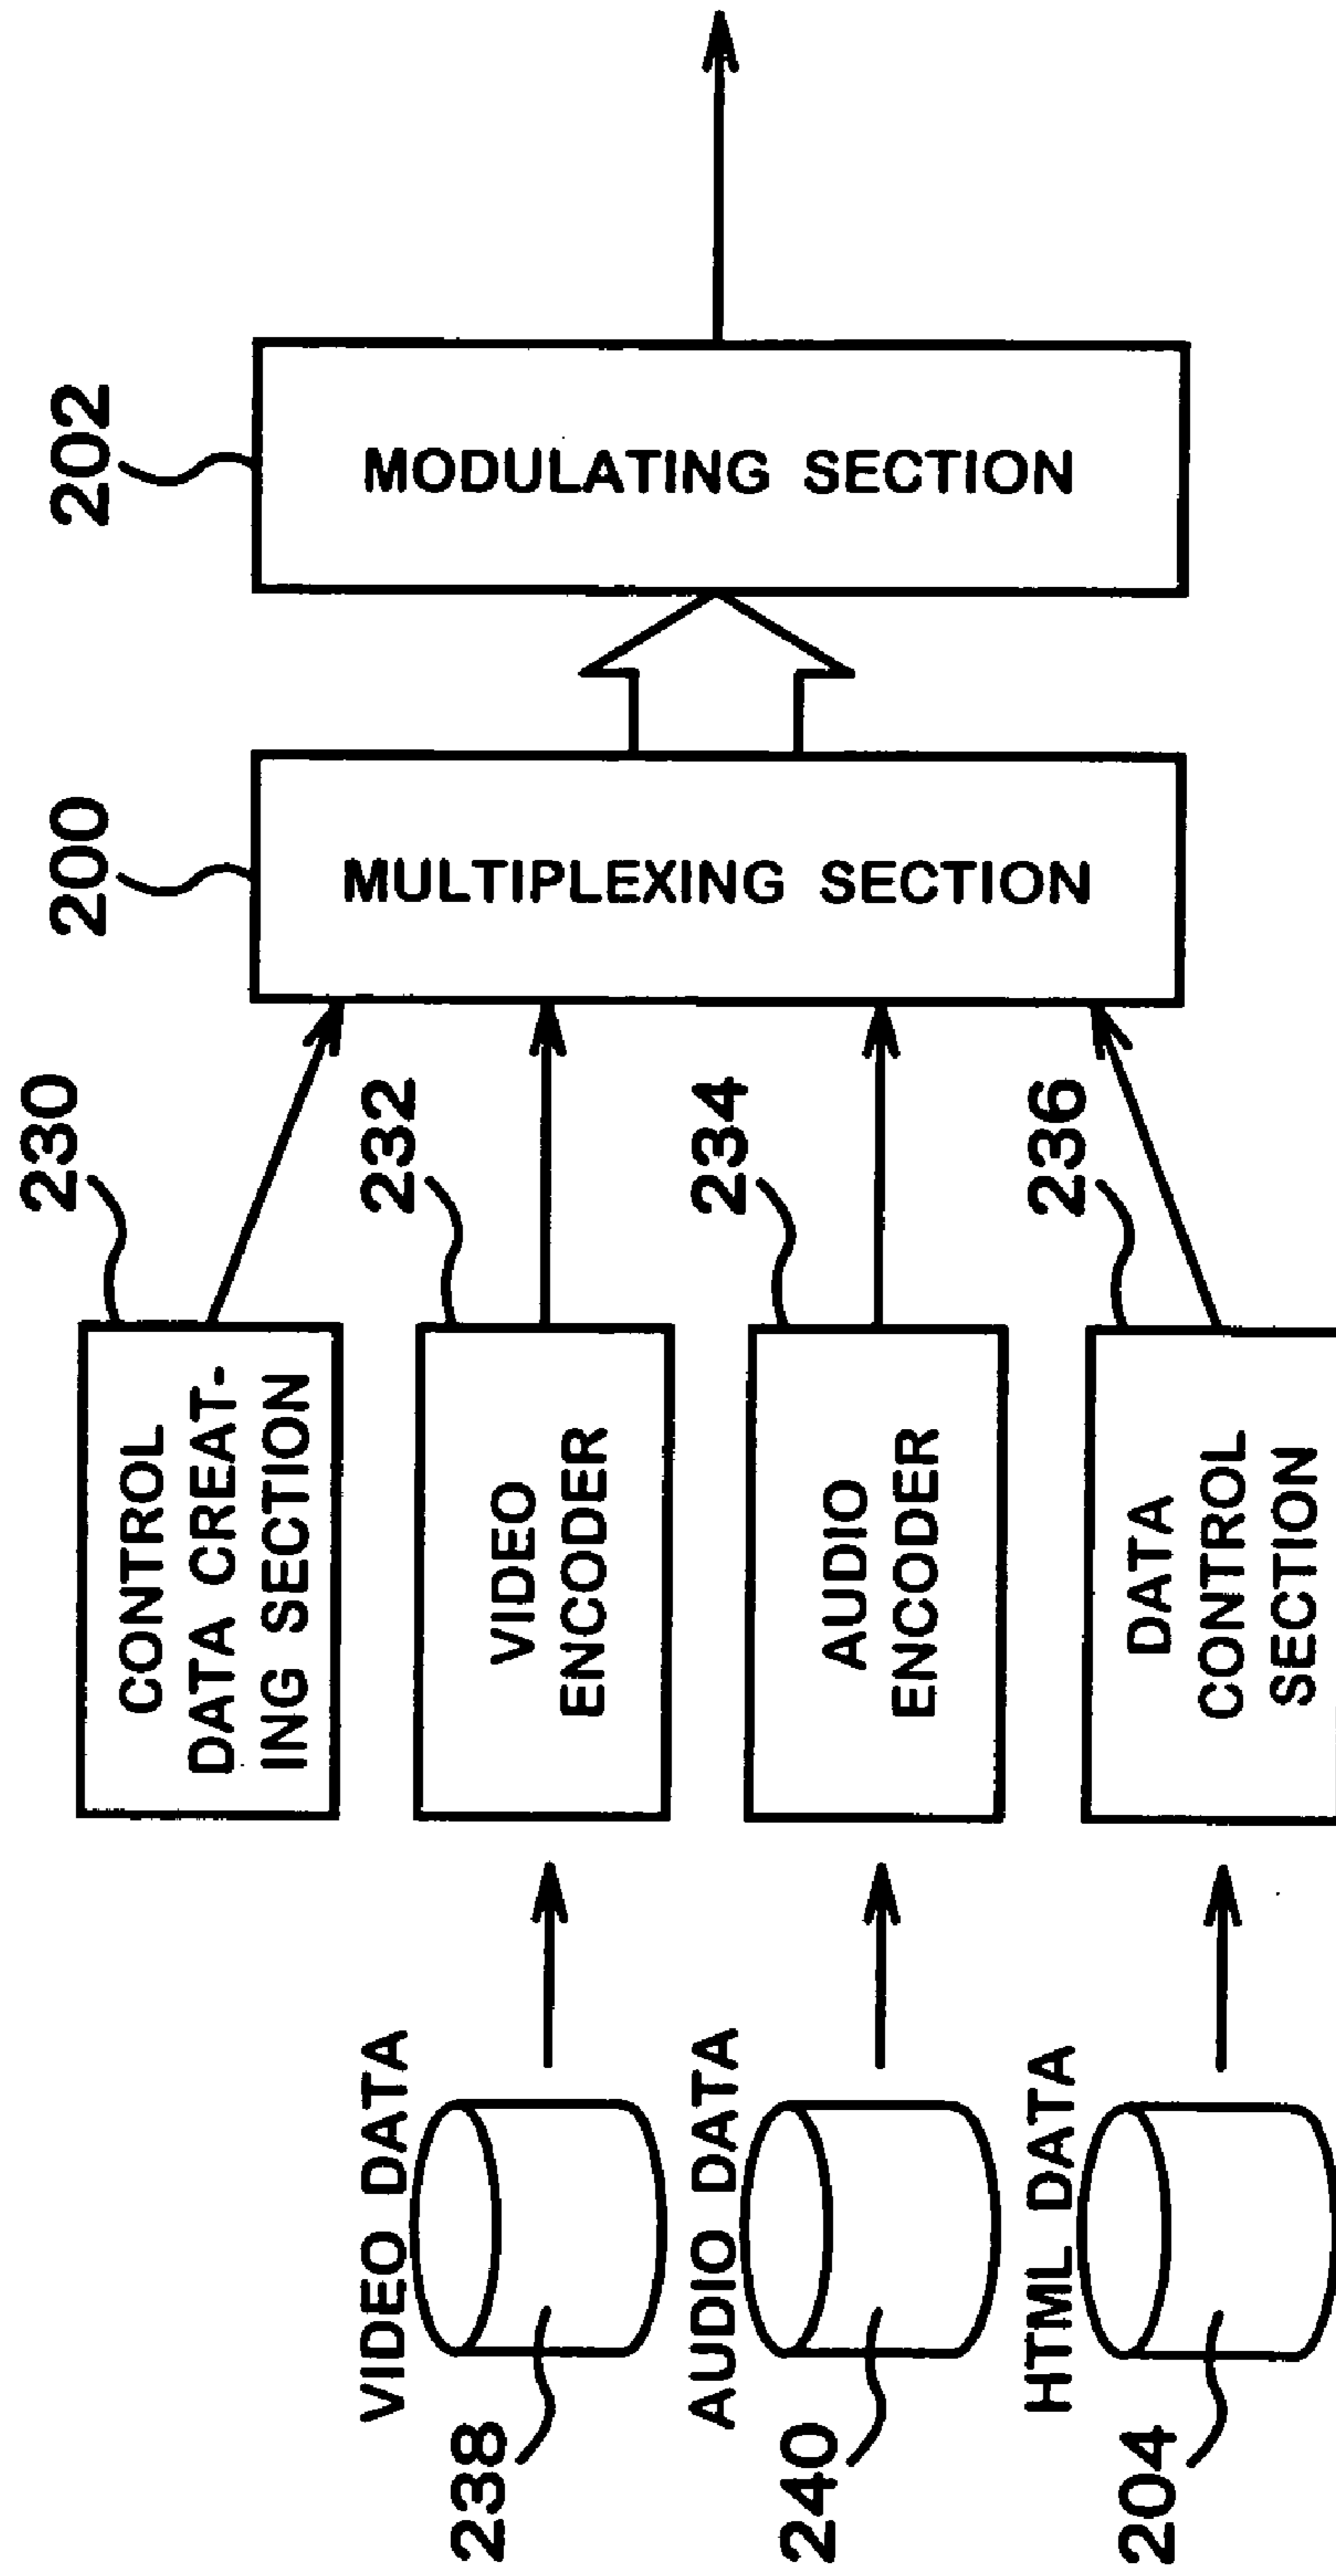 230
CONTROL
DATA CREAT-
ING SECTION
VIDEO DATA
238
232
VIDEO
ENCODER
AUDIO DATA
240
234
AUDIO
ENCODER
HTML DATA
204
236
DATA
CONTROL
SECTION
200
MULTIPLEXING SECTION
202
MODULATING SECTION